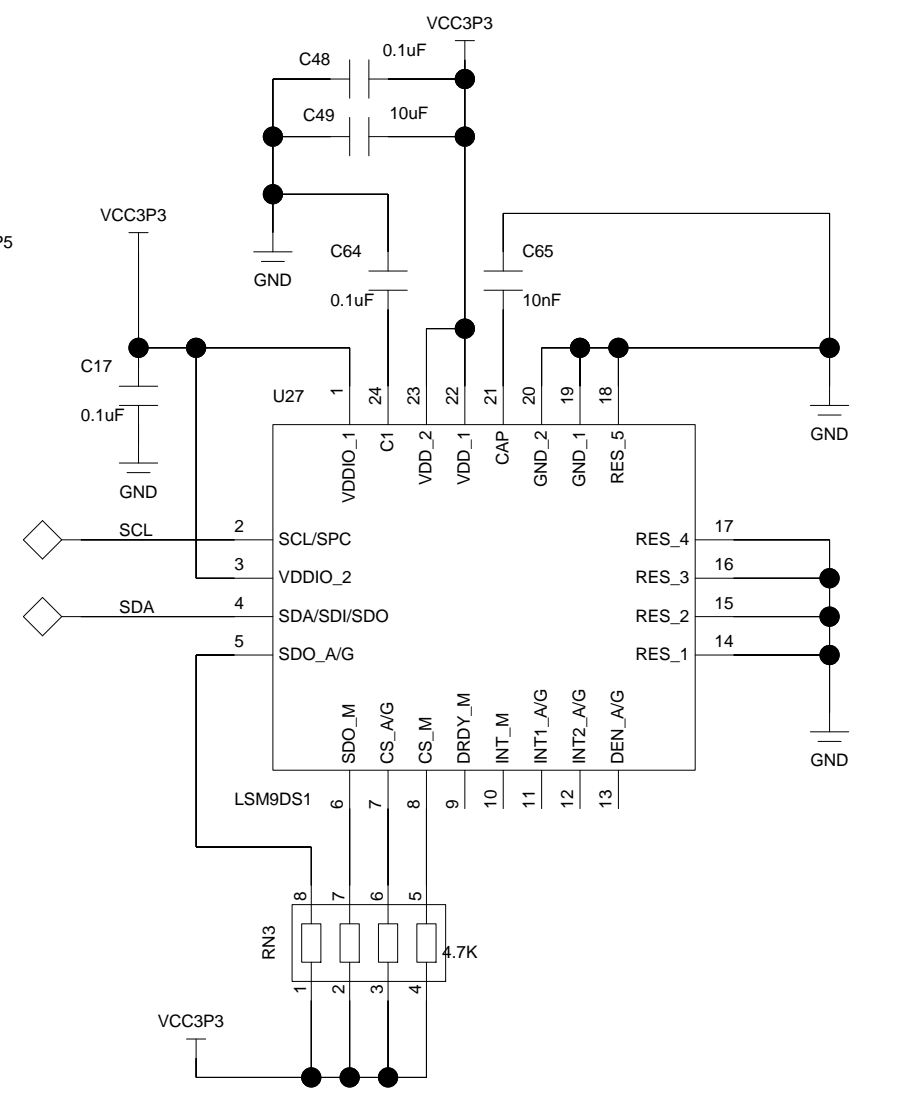 VCC3P3
C48 0.1uF
C49 10uF
VCC3P3
P5
GND
C64 0.1uF
C65 10nF
C17 0.1uF
GND
GND
U27
1 24 23 22 21 20 19 18
VDDIO_1 C1 VDD_2 VDD_1 CAP GND_2 GND_1 RES_5
SCL 2 SCL/SPC
3 VDDIO_2
SDA 4 SDA/SDI/SDO
5 SDO_A/G
RES_4 17
RES_3 16
RES_2 15
RES_1 14
GND
SDO_M CS_A/G CS_M DRDY_M INT_M INT1_A/G INT2_A/G DEN_A/G
LSM9DS1
6 7 8 9 10 11 12 13
8 7 6 5
RN3 4.7K
1 2 3 4
VCC3P3